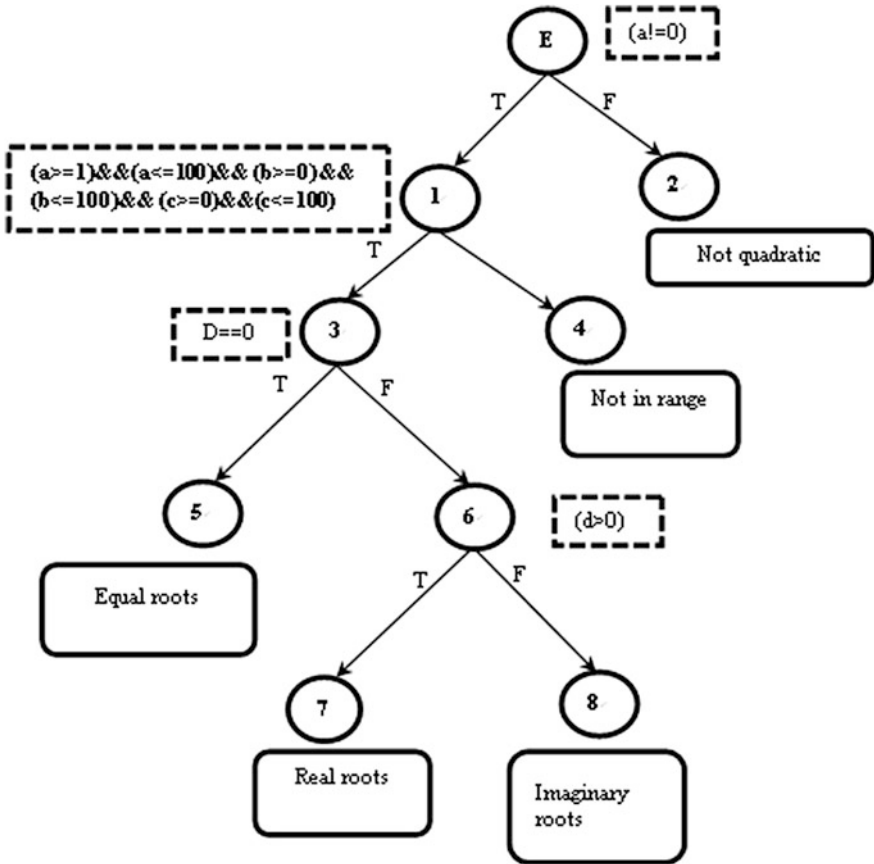 E
(a!=0)
T
F
(a>=1)&&(a<=100)&& (b>=0)&&
(b<=100)&& (c>=0)&&(c<=100)
1
2
Not quadratic
T
D==0
3
4
Not in range
T
F
5
6
(d>0)
Equal roots
T
F
7
8
Real roots
Imaginary
roots